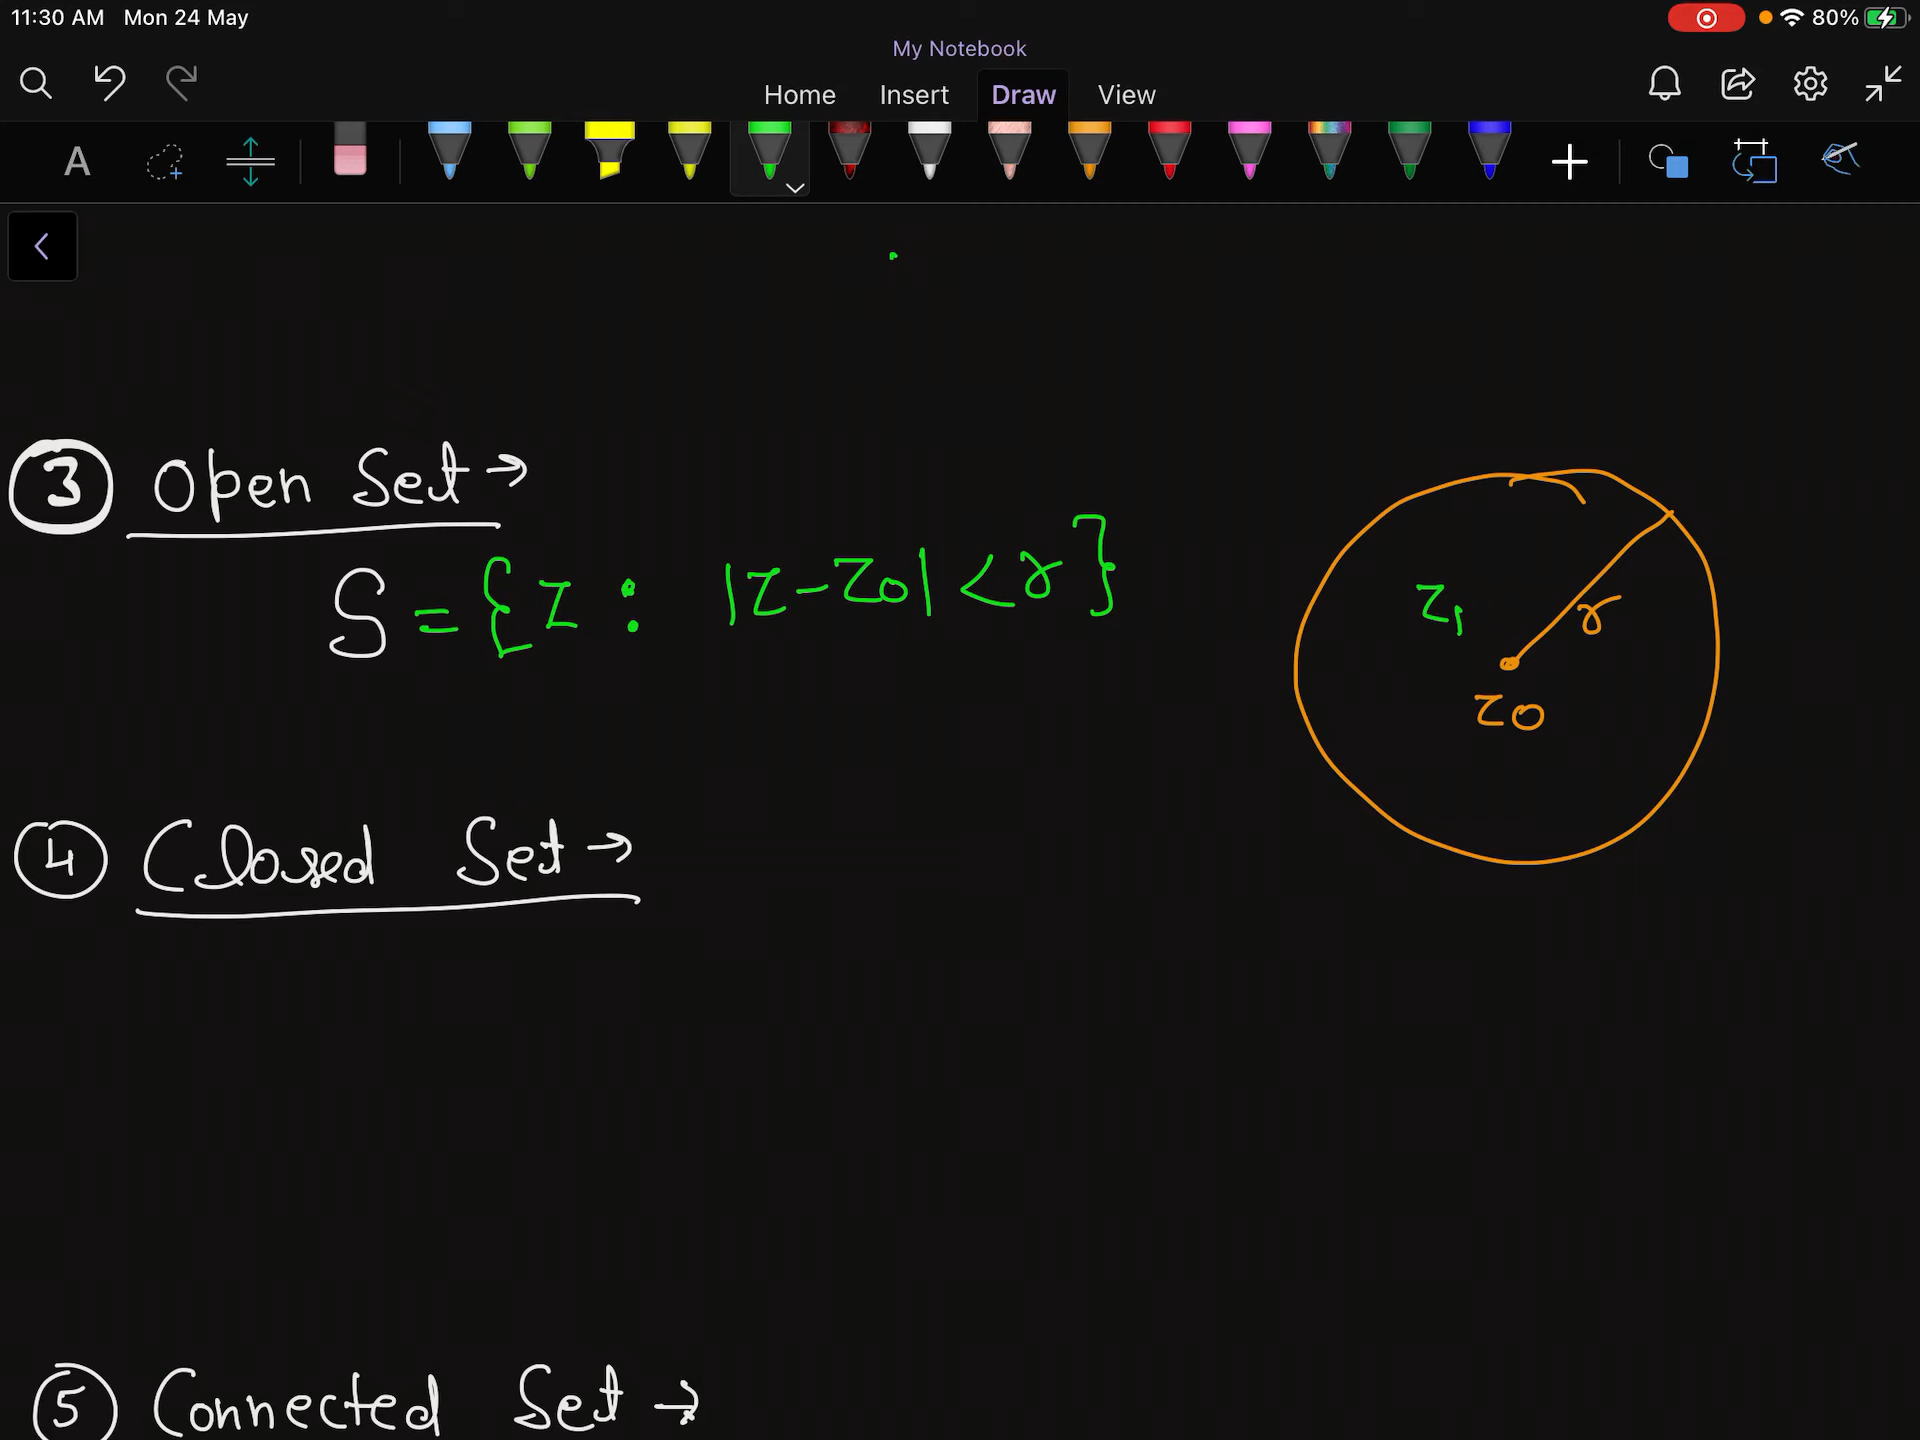 11:30 AM Mon 24 May
80%
My Notebook
Home Insert Draw View
A
③ Open Set →
S = {z : |z - z0| < r}
z1
r
z0
④ Closed Set →
⑤ Connected Set →